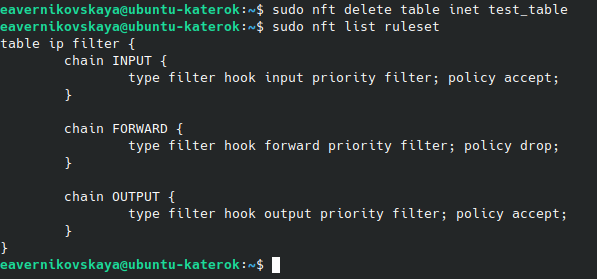 eavernikovskaya@ubuntu-katerok:~$ sudo nft delete table inet test_table
eavernikovskaya@ubuntu-katerok:~$ sudo nft list ruleset
table ip filter {
        chain INPUT {
                type filter hook input priority filter; policy accept;
        }

        chain FORWARD {
                type filter hook forward priority filter; policy drop;
        }

        chain OUTPUT {
                type filter hook output priority filter; policy accept;
        }
}
eavernikovskaya@ubuntu-katerok:~$